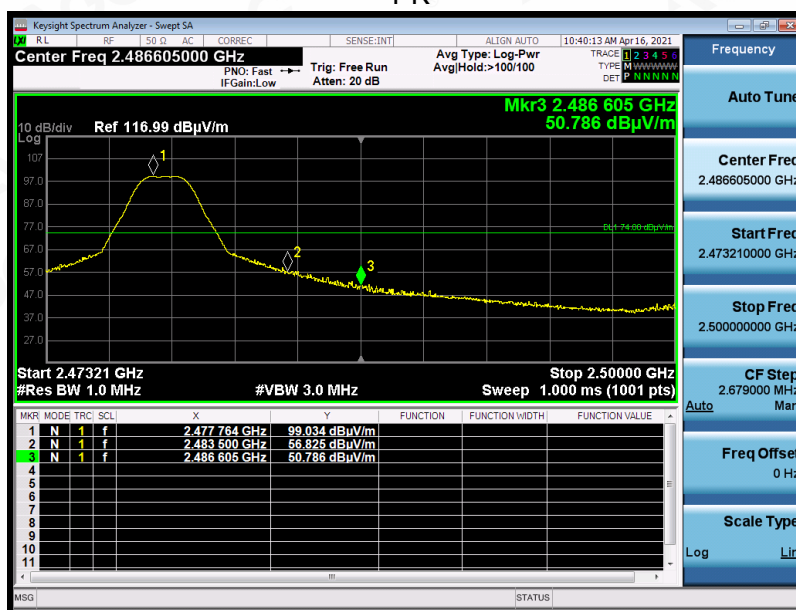 PK
Keysight Spectrum Analyzer - Swept SA
LXI RL RF 50 Ω AC CORREC SENSE:INT ALIGN AUTO 10:40:13 AM Apr 16, 2021
Center Freq 2.486605000 GHz
PNO: Fast
IFGain:Low
Trig: Free Run
Atten: 20 dB
Avg Type: Log-Pwr
Avg|Hold:>100/100
TRACE 1 2 3 4 5 6
TYPE M WWWWW
DET P N N N N N
Mkr3 2.486 605 GHz
50.786 dBµV/m
10 dB/div Ref 116.99 dBµV/m
Log
107
97.0
87.0
77.0
67.0
57.0
47.0
37.0
27.0
1
2
3
DL1 74.00 dBµV/m
Start 2.47321 GHz Stop 2.50000 GHz
#Res BW 1.0 MHz #VBW 3.0 MHz Sweep 1.000 ms (1001 pts)
MKR MODE TRC SCL X Y FUNCTION FUNCTION WIDTH FUNCTION VALUE
1 N 1 f 2.477 764 GHz 99.034 dBµV/m
2 N 1 f 2.483 500 GHz 56.825 dBµV/m
3 N 1 f 2.486 605 GHz 50.786 dBµV/m
4
5
6
7
8
9
10
11
MSG STATUS
Frequency
Auto Tune
Center Freq
2.486605000 GHz
Start Freq
2.473210000 GHz
Stop Freq
2.500000000 GHz
CF Step
2.679000 MHz
Auto Man
Freq Offset
0 Hz
Scale Type
Log Lin